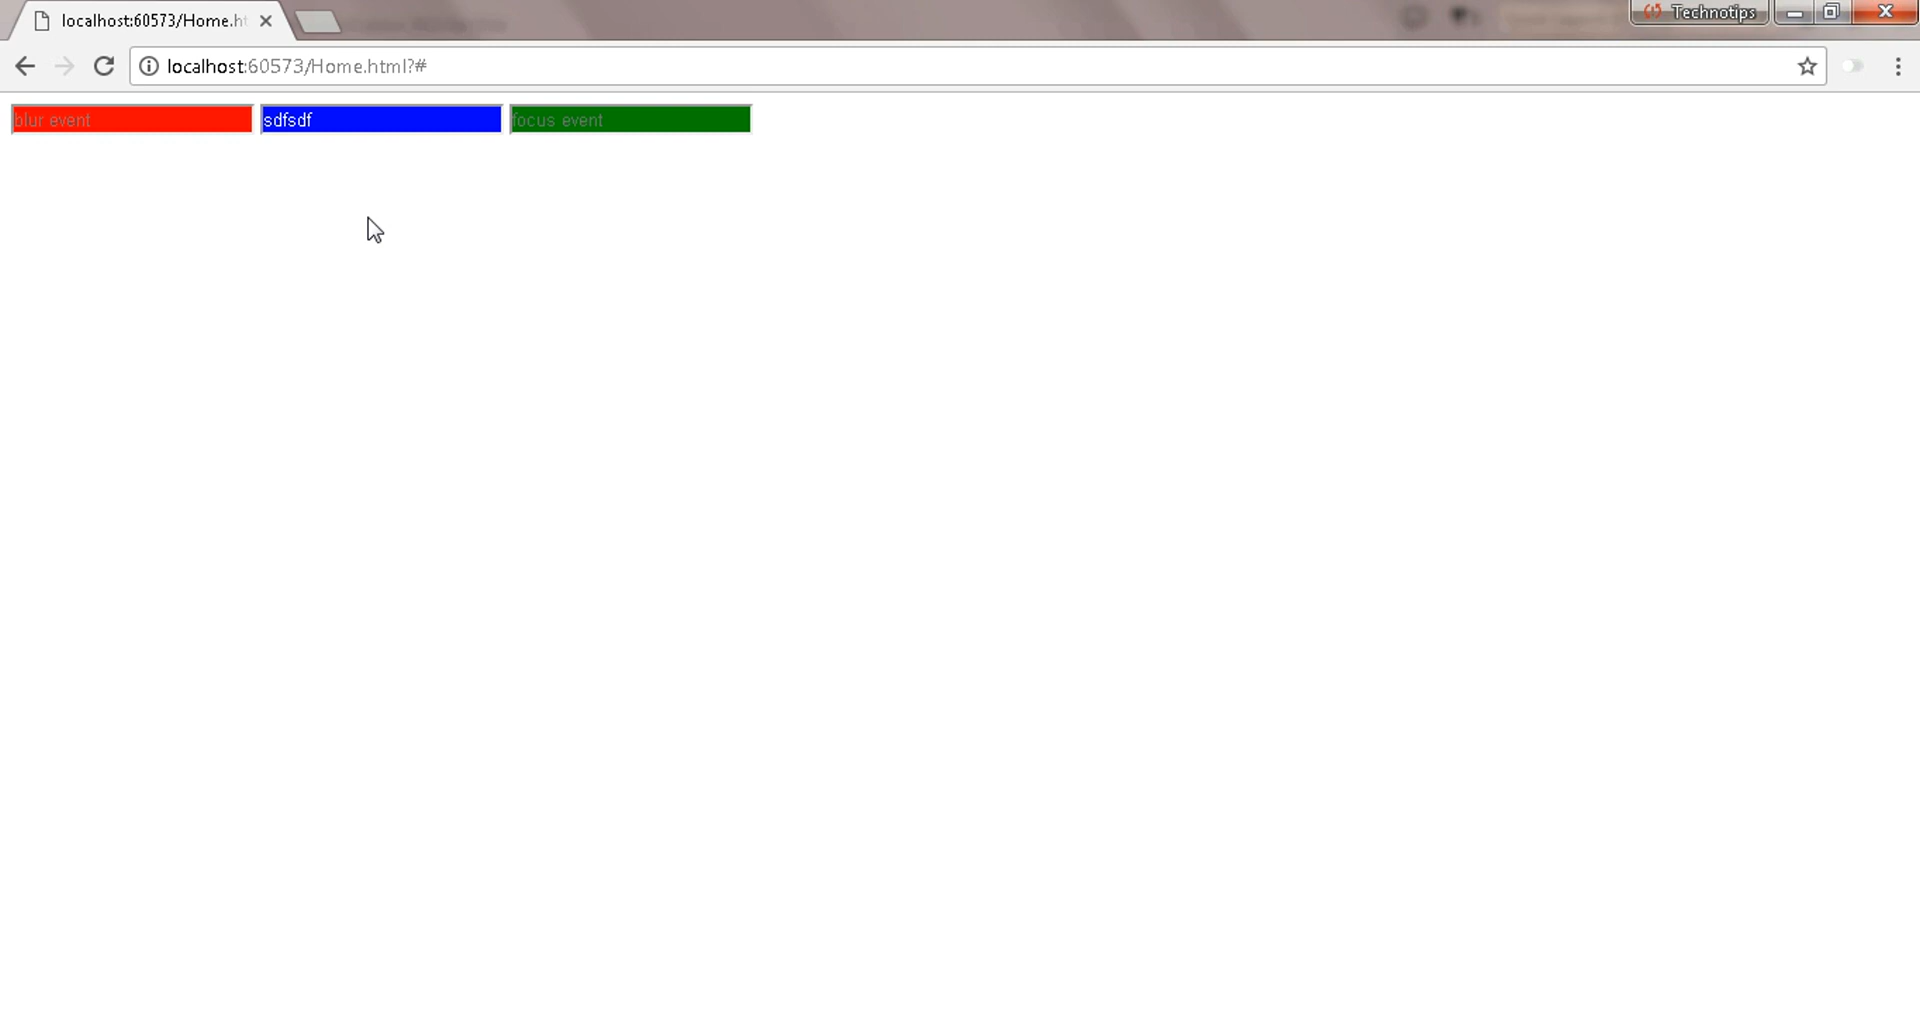 localhost:60573/Home.ht
Technotips
localhost:60573/Home.html?#
blur event sdfsdf focus event